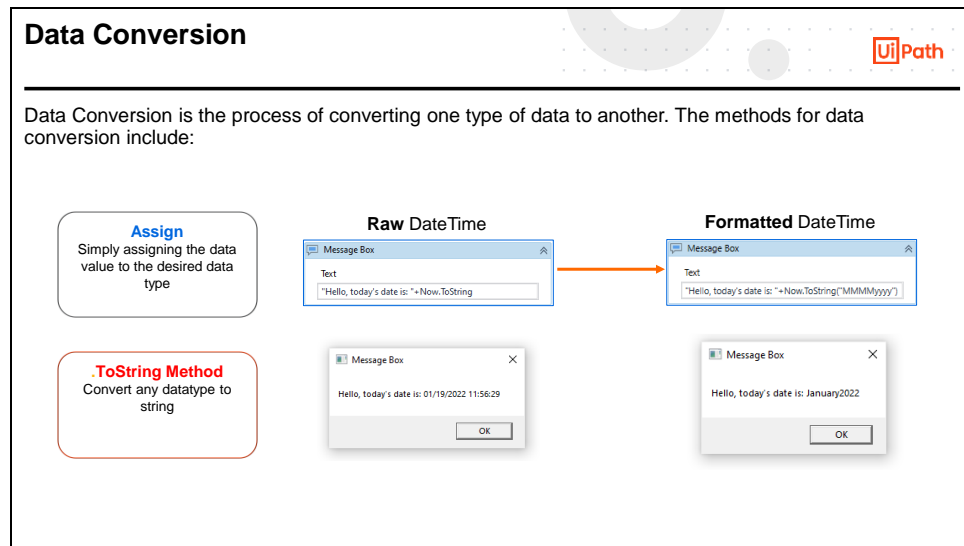 Data Conversion
UiPath
Data Conversion is the process of converting one type of data to another. The methods for data
conversion include:
Assign
Simply assigning the data
value to the desired data
type
.ToString Method
Convert any datatype to
string
Raw DateTime
Message Box
Text
"Hello, today's date is: "+Now.ToString
Message Box
Hello, today's date is: 01/19/2022 11:56:29
OK
Formatted DateTime
Message Box
Text
"Hello, today's date is: "+Now.ToString("MMMMyyyy")
Message Box
Hello, today's date is: January2022
OK